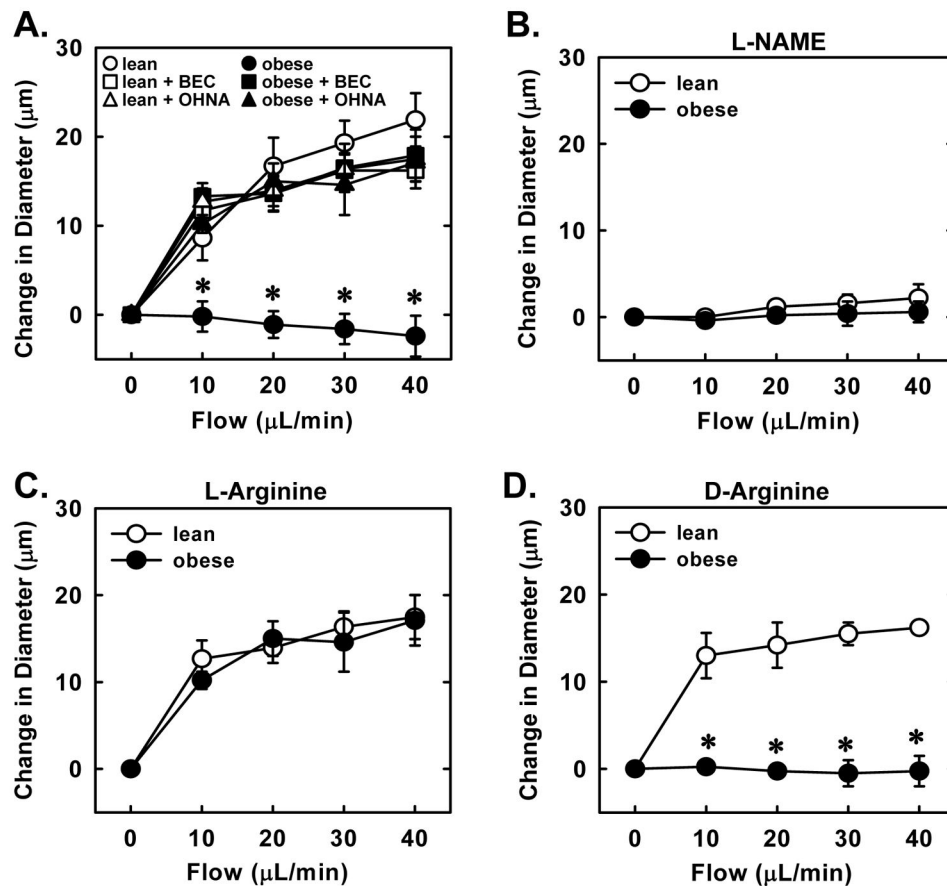 A.
30
lean obese
lean + BEC obese + BEC
lean + OHNA obese + OHNA
20
10
0
* * * *
Change in Diameter (μm)
0 10 20 30 40
Flow (μL/min)
B.
L-NAME
30
lean
obese
20
10
0
Change in Diameter (μm)
0 10 20 30 40
Flow (μL/min)
C.
L-Arginine
30
lean
obese
20
10
0
Change in Diameter (μm)
0 10 20 30 40
Flow (μL/min)
D.
D-Arginine
30
lean
obese
20
10
0
* * * *
Change in Diameter (μm)
0 10 20 30 40
Flow (μL/min)